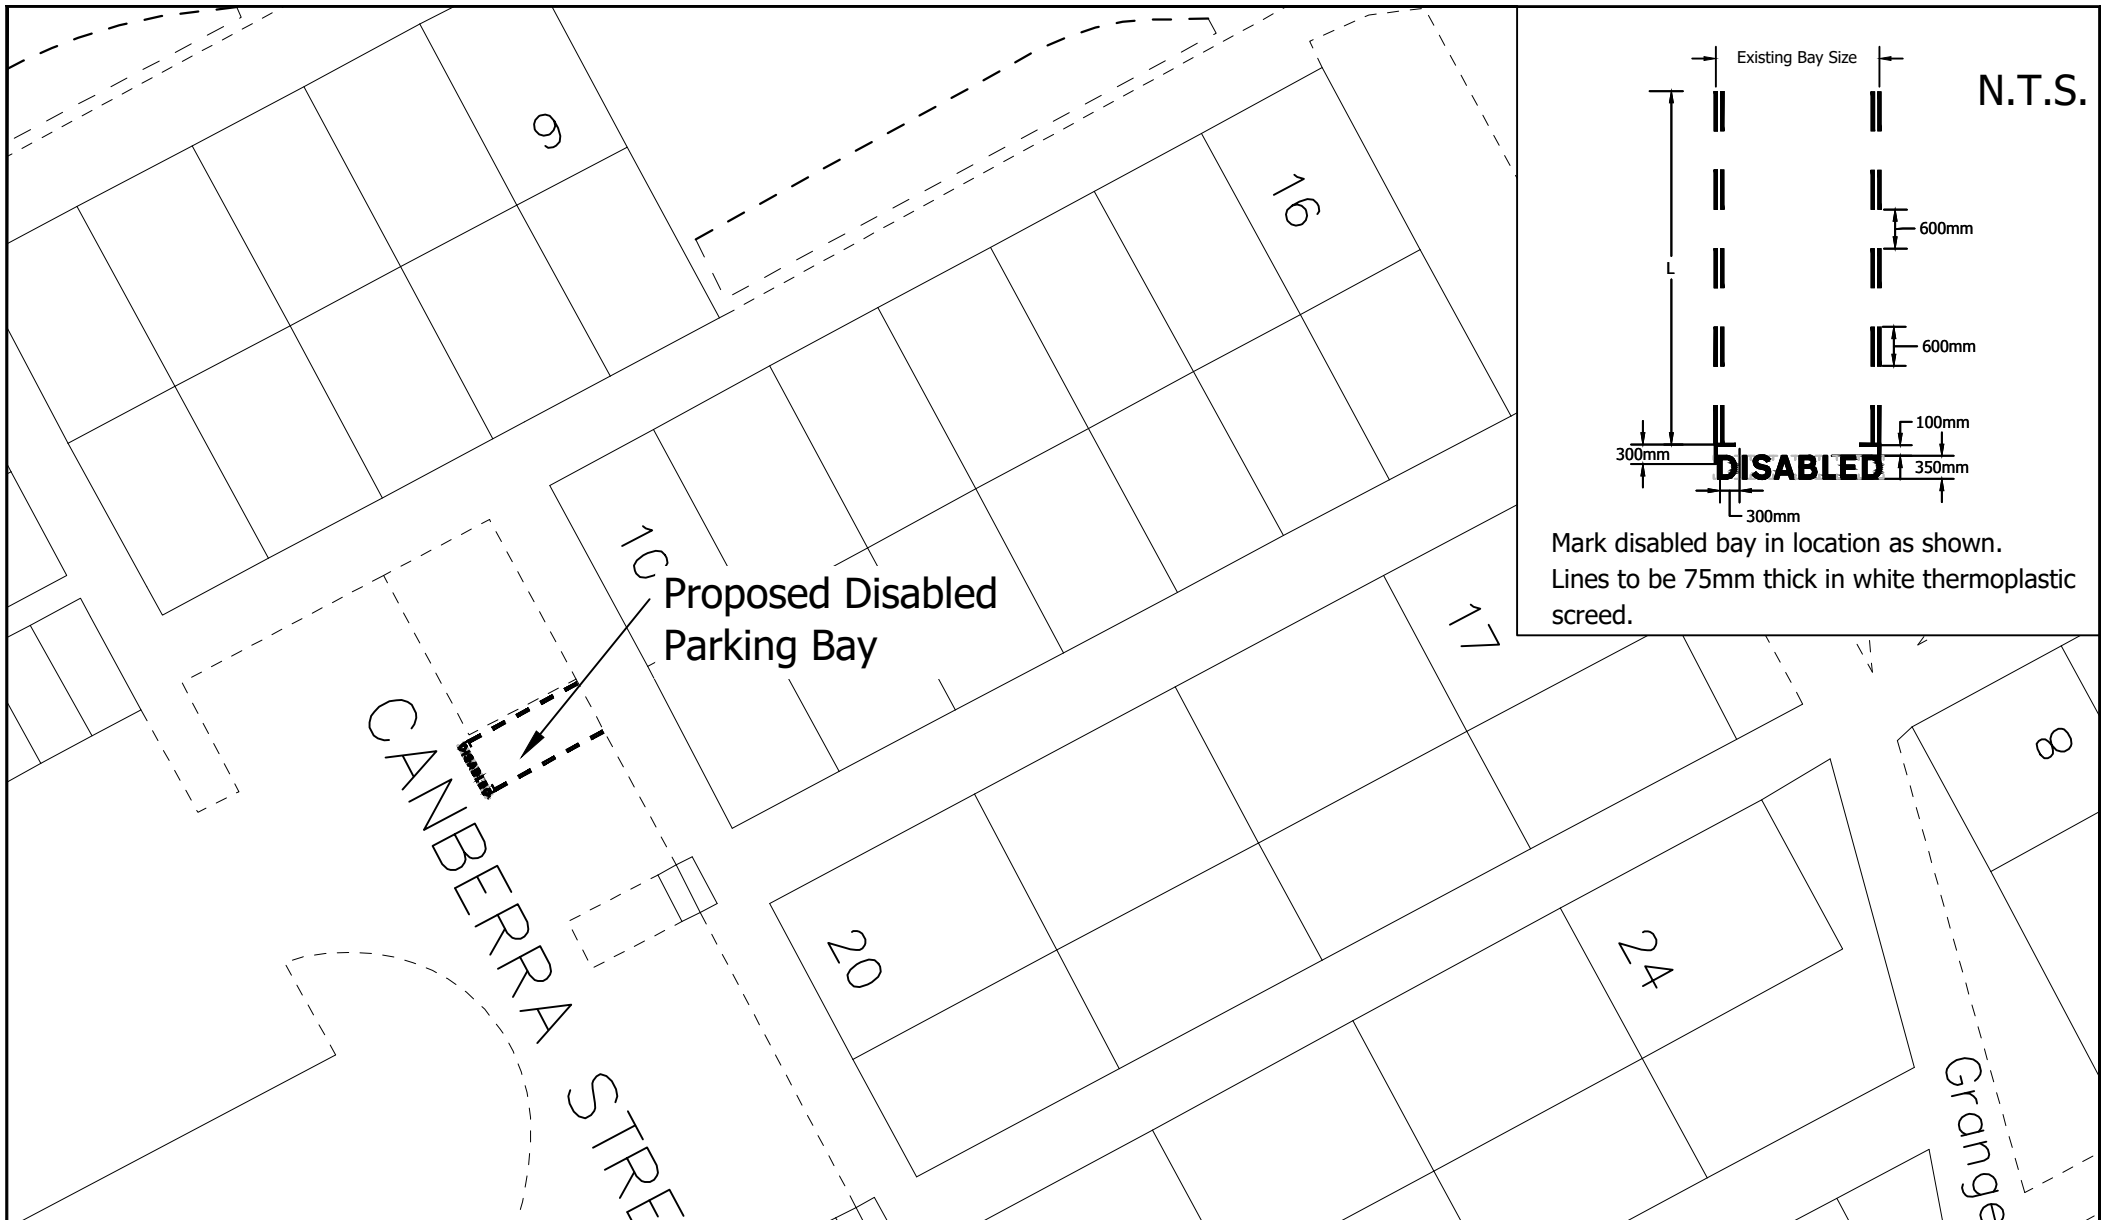 9
16
10
Proposed Disabled
Parking Bay
17
CANBERRA STRE
20
24
8
Grange
Existing Bay Size
N.T.S.
L
600mm
600mm
100mm
300mm
350mm
DISABLED
300mm
Mark disabled bay in location as shown.
Lines to be 75mm thick in white thermoplastic
screed.